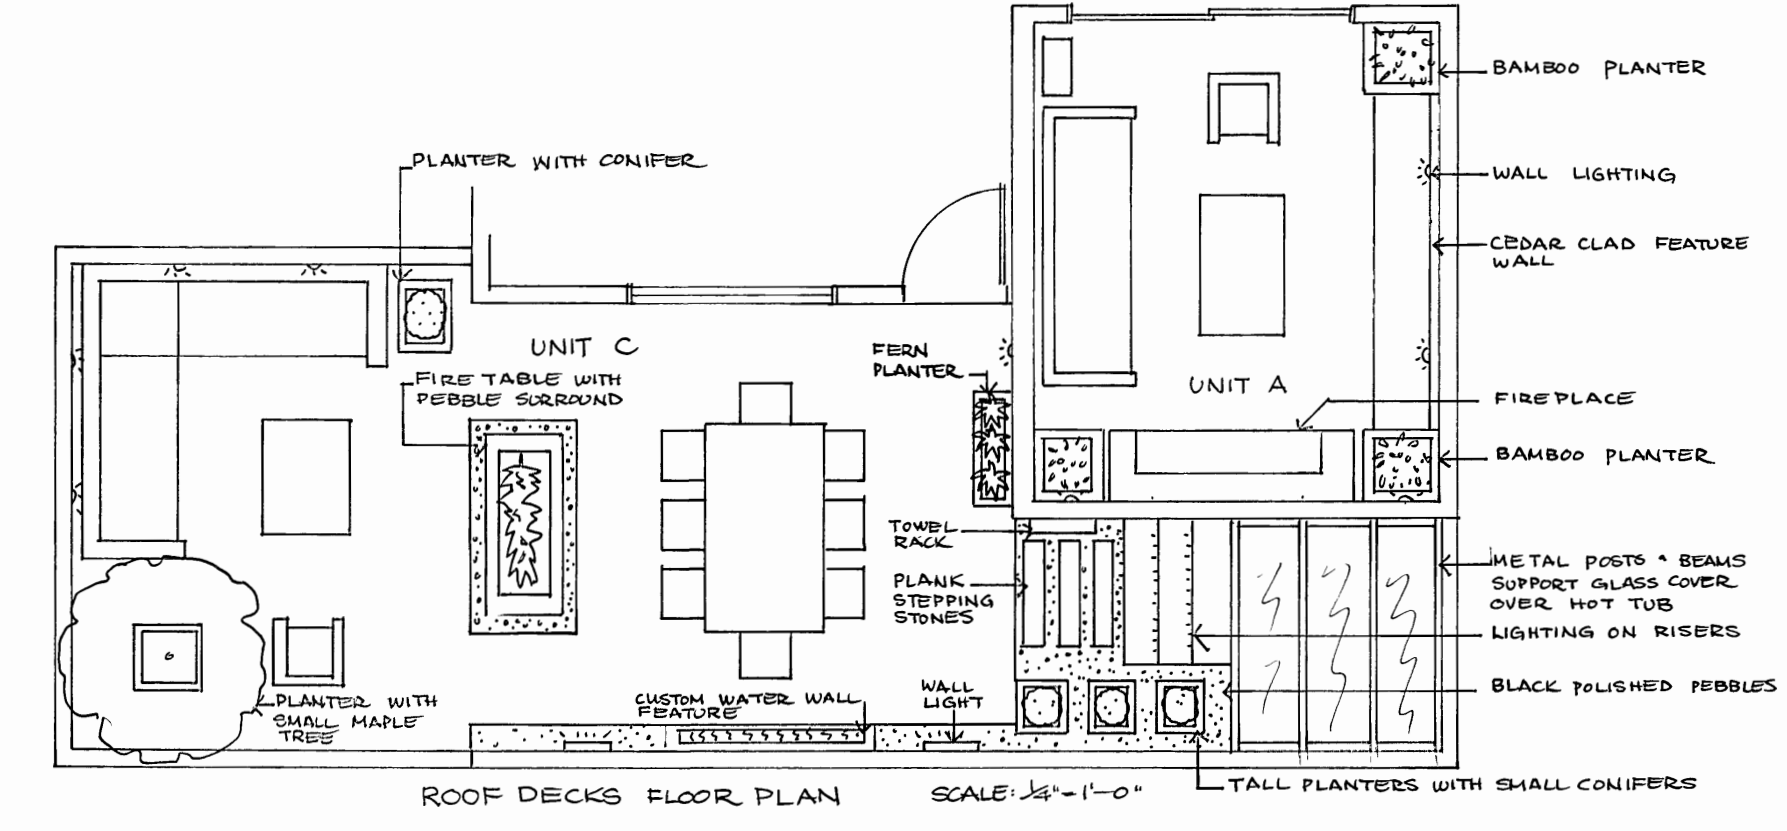 BAMBOO PLANTER
PLANTER WITH CONIFER
WALL LIGHTING
CEDAR CLAD FEATURE
WALL
UNIT C
FERN
PLANTER
FIRE TABLE WITH
PEBBLE SURROUND
UNIT A
FIREPLACE
BAMBOO PLANTER
TOWEL
RACK
METAL POSTS & BEAMS
SUPPORT GLASS COVER
OVER HOT TUB
PLANK
STEPPING
STONES
LIGHTING ON RISERS
BLACK POLISHED PEBBLES
PLANTER WITH
SMALL MAPLE
TREE
CUSTOM WATER WALL
FEATURE
WALL
LIGHT
TALL PLANTERS WITH SMALL CONIFERS
ROOF DECKS FLOOR PLAN
SCALE: 1/4" = 1'-0"